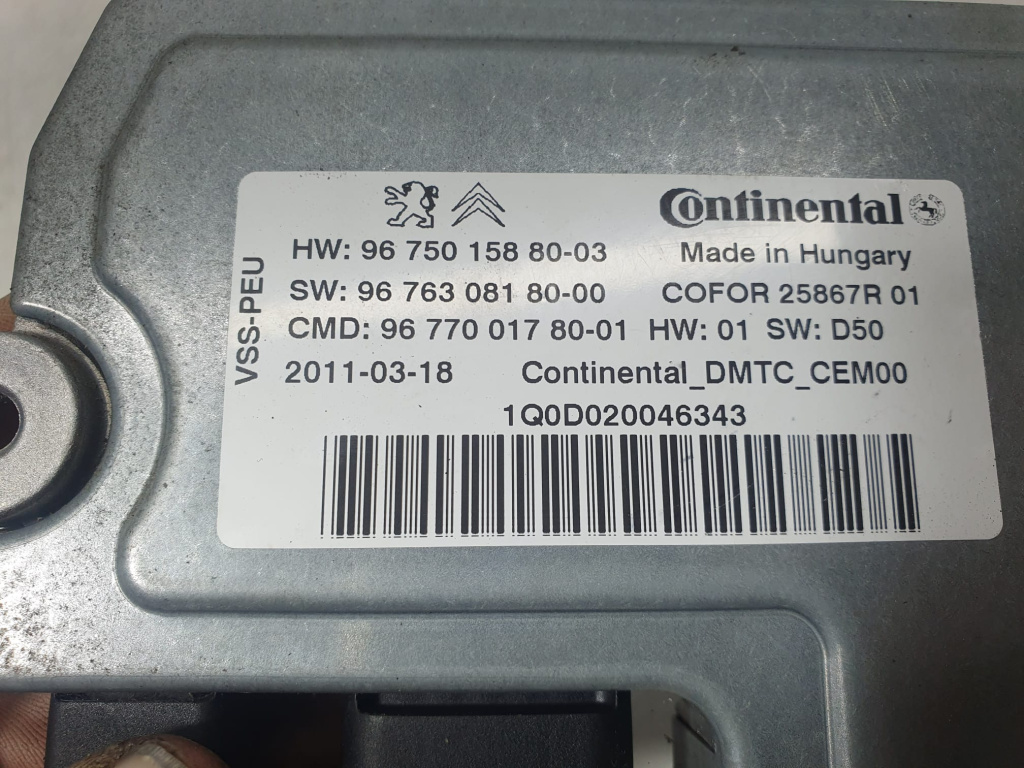 Continental
HW: 96 750 158 80-03
Made in Hungary
SW: 96 763 081 80-00
COFOR 25867R 01
CMD: 96 770 017 80-01 HW: 01 SW: D50
2011-03-18
Continental_DMTC_CEM00
1Q0D020046343
VSS-PEU